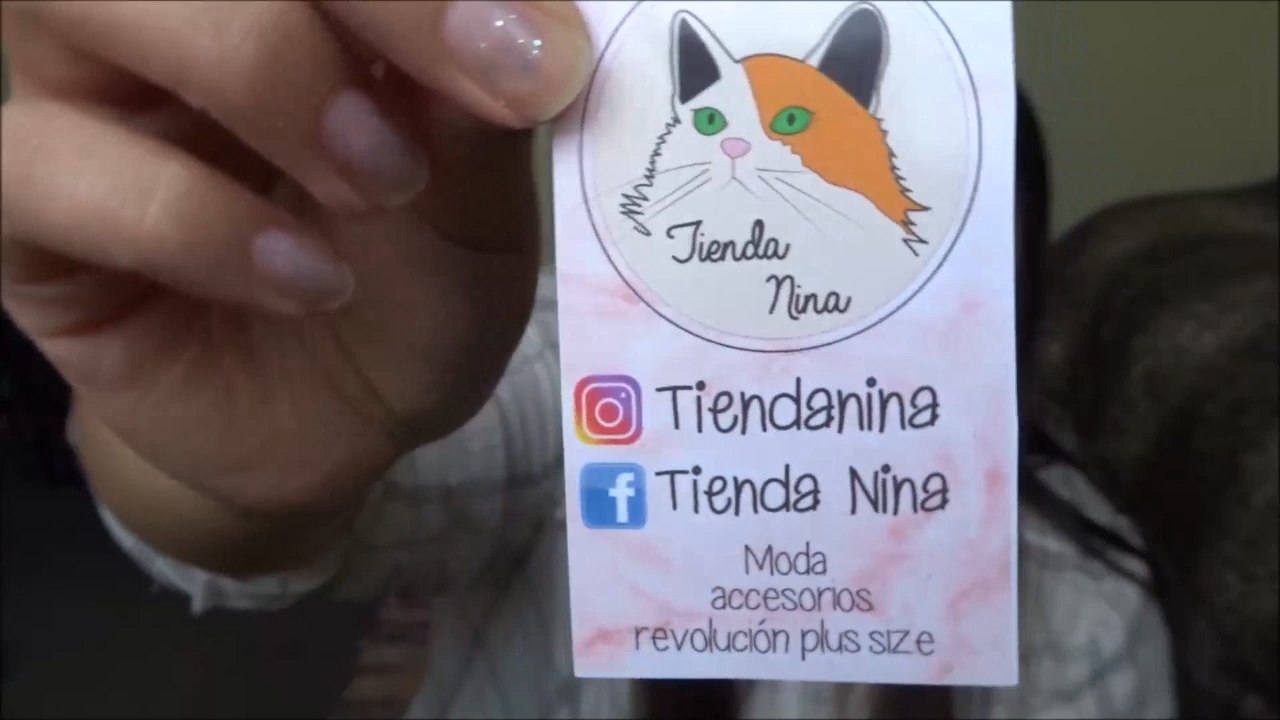 Tienda
Nina
Tiendanina
f Tienda Nina
Moda
accesorios
revolución plus size